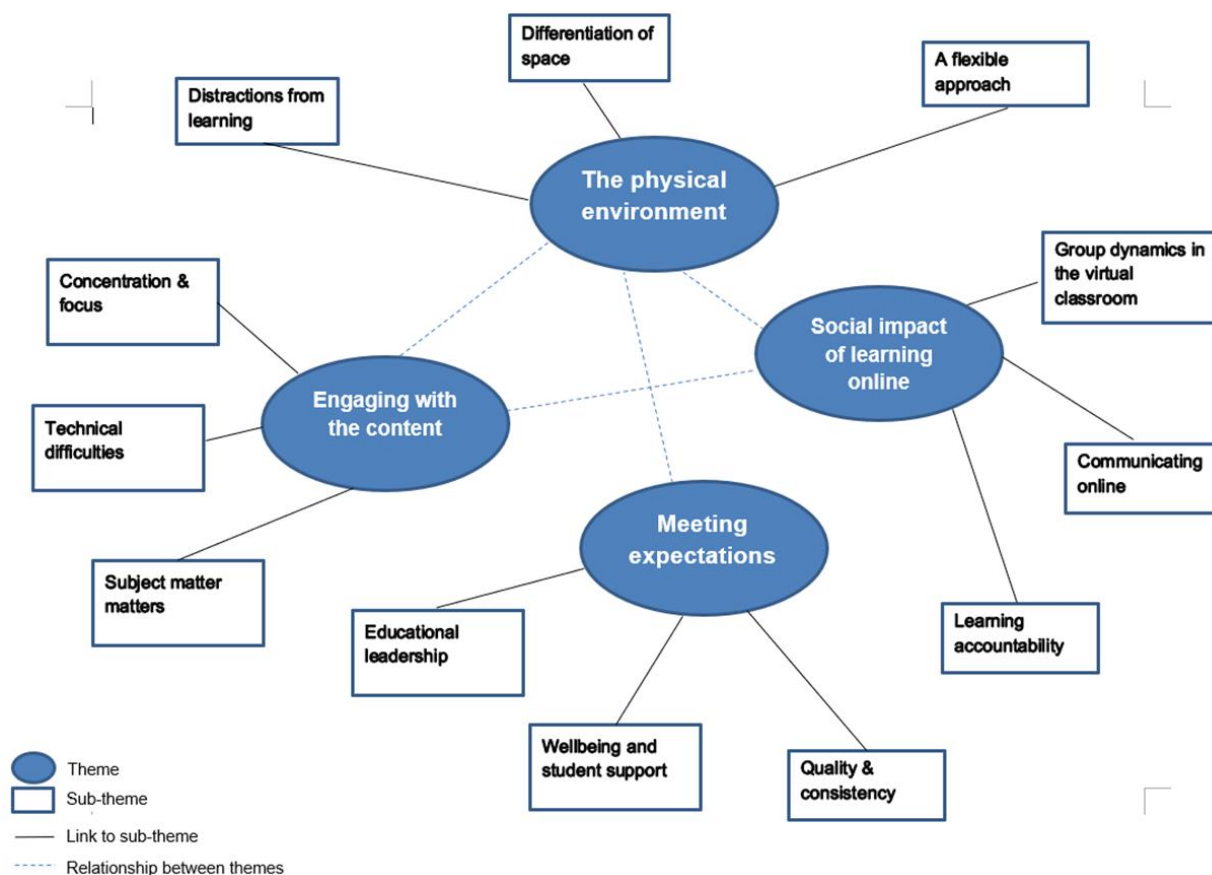 Differentiation of
space
A flexible
approach
Distractions from
learning
The physical
environment
Group dynamics in
the virtual
classroom
Concentration &
focus
Social impact
of learning
online
Engaging with
the content
Technical
difficulties
Communicating
online
Meeting
expectations
Subject matter
matters
Educational
leadership
Learning
accountability
Wellbeing and
student support
Quality &
consistency
Theme
Sub-theme
Link to sub-theme
Relationship between themes